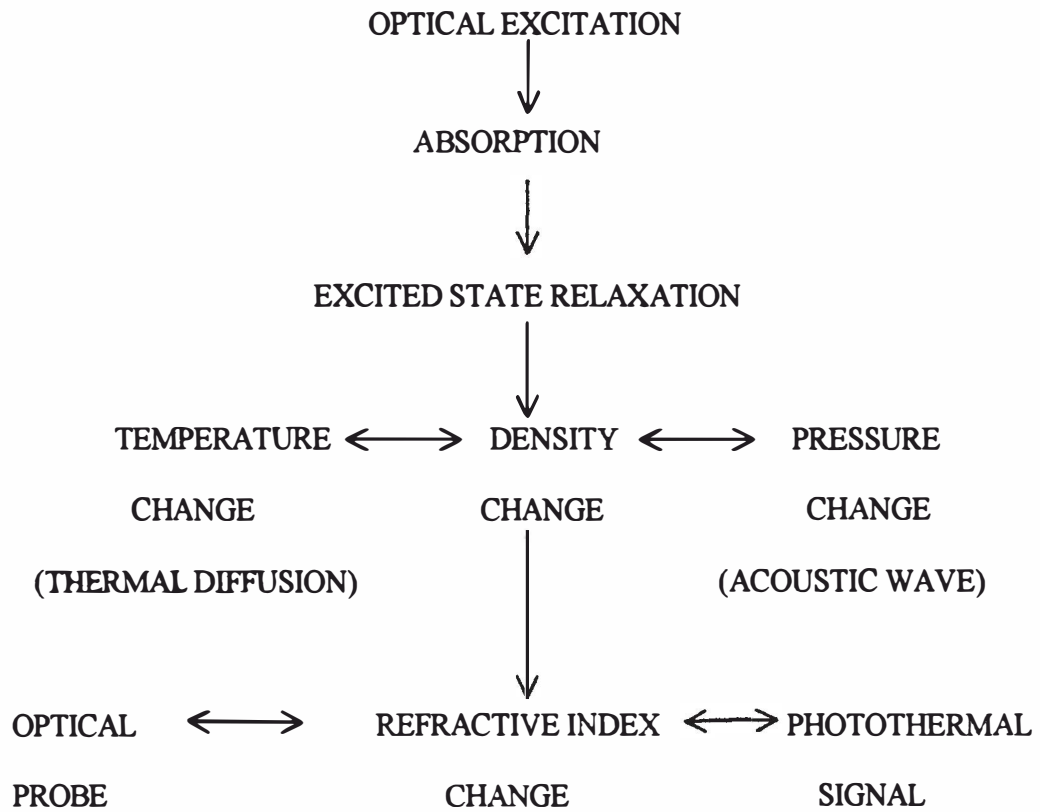 OPTICAL EXCITATION
ABSORPTION
EXCITED STATE RELAXATION
TEMPERATURE DENSITY PRESSURE
CHANGE CHANGE CHANGE
(THERMAL DIFFUSION) (ACOUSTIC WAVE)
OPTICAL REFRACTIVE INDEX PHOTOTHERMAL
PROBE CHANGE SIGNAL